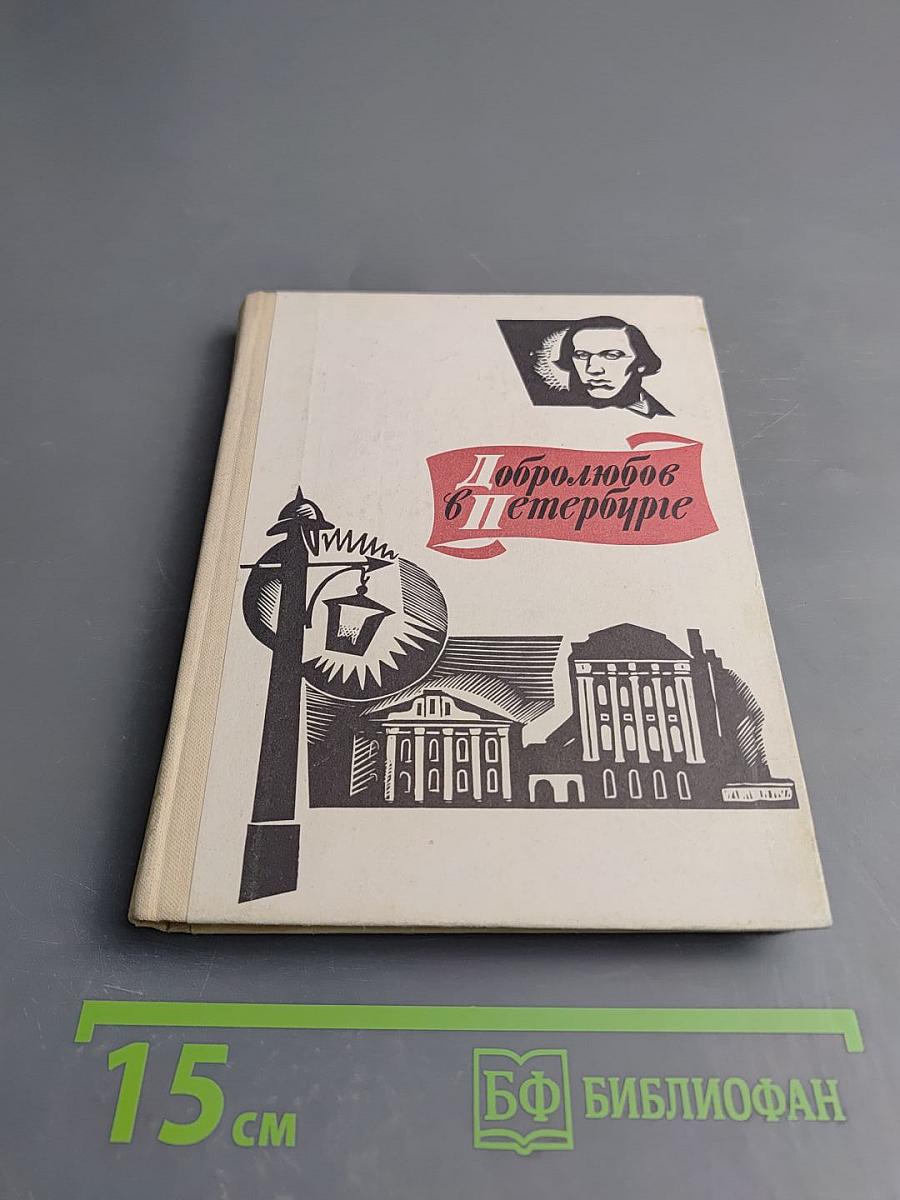 Добролюбов
в Петербурге
15 см
БФ БИБЛИОФАН